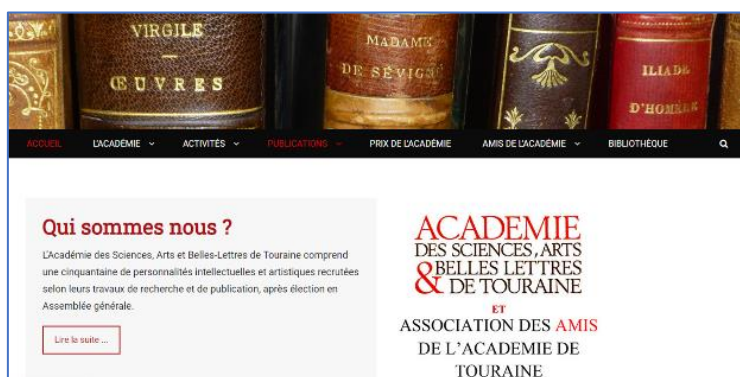 VIRGILE
ŒUVRES
MADAME
DE SÉVIGNÉ
ILIADE
D'HOMÈRE
ACCUEIL L'ACADÉMIE ACTIVITÉS PUBLICATIONS PRIX DE L'ACADÉMIE AMIS DE L'ACADÉMIE BIBLIOTHÈQUE
Qui sommes nous ?
L'Académie des Sciences, Arts et Belles-Lettres de Touraine comprend
une cinquantaine de personnalités intellectuelles et artistiques recrutées
selon leurs travaux de recherche et de publication, après élection en
Assemblée générale.
Lire la suite ...
ACADEMIE
DES SCIENCES, ARTS
& BELLES LETTRES
DE TOURAINE
ET
ASSOCIATION DES AMIS
DE L'ACADEMIE DE
TOURAINE